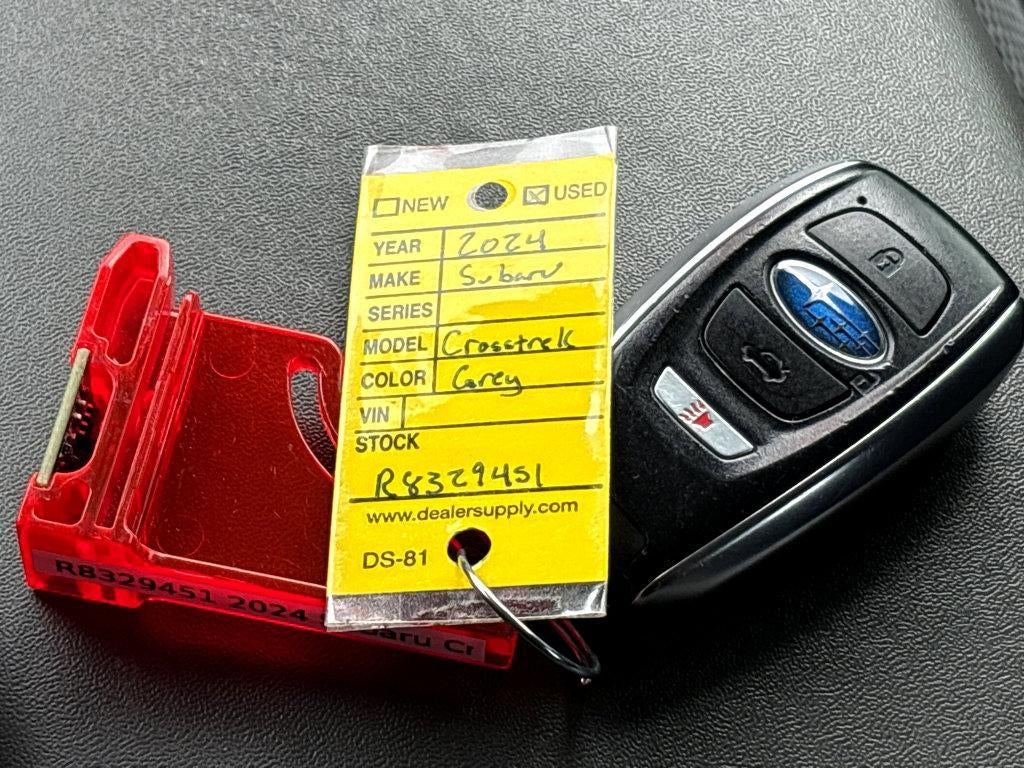 NEW USED
YEAR 2024
MAKE Subaru
SERIES
MODEL Crosstrek
COLOR Grey
VIN
STOCK
R8329451
www.dealersupply.com
DS-81
R8329451 2024